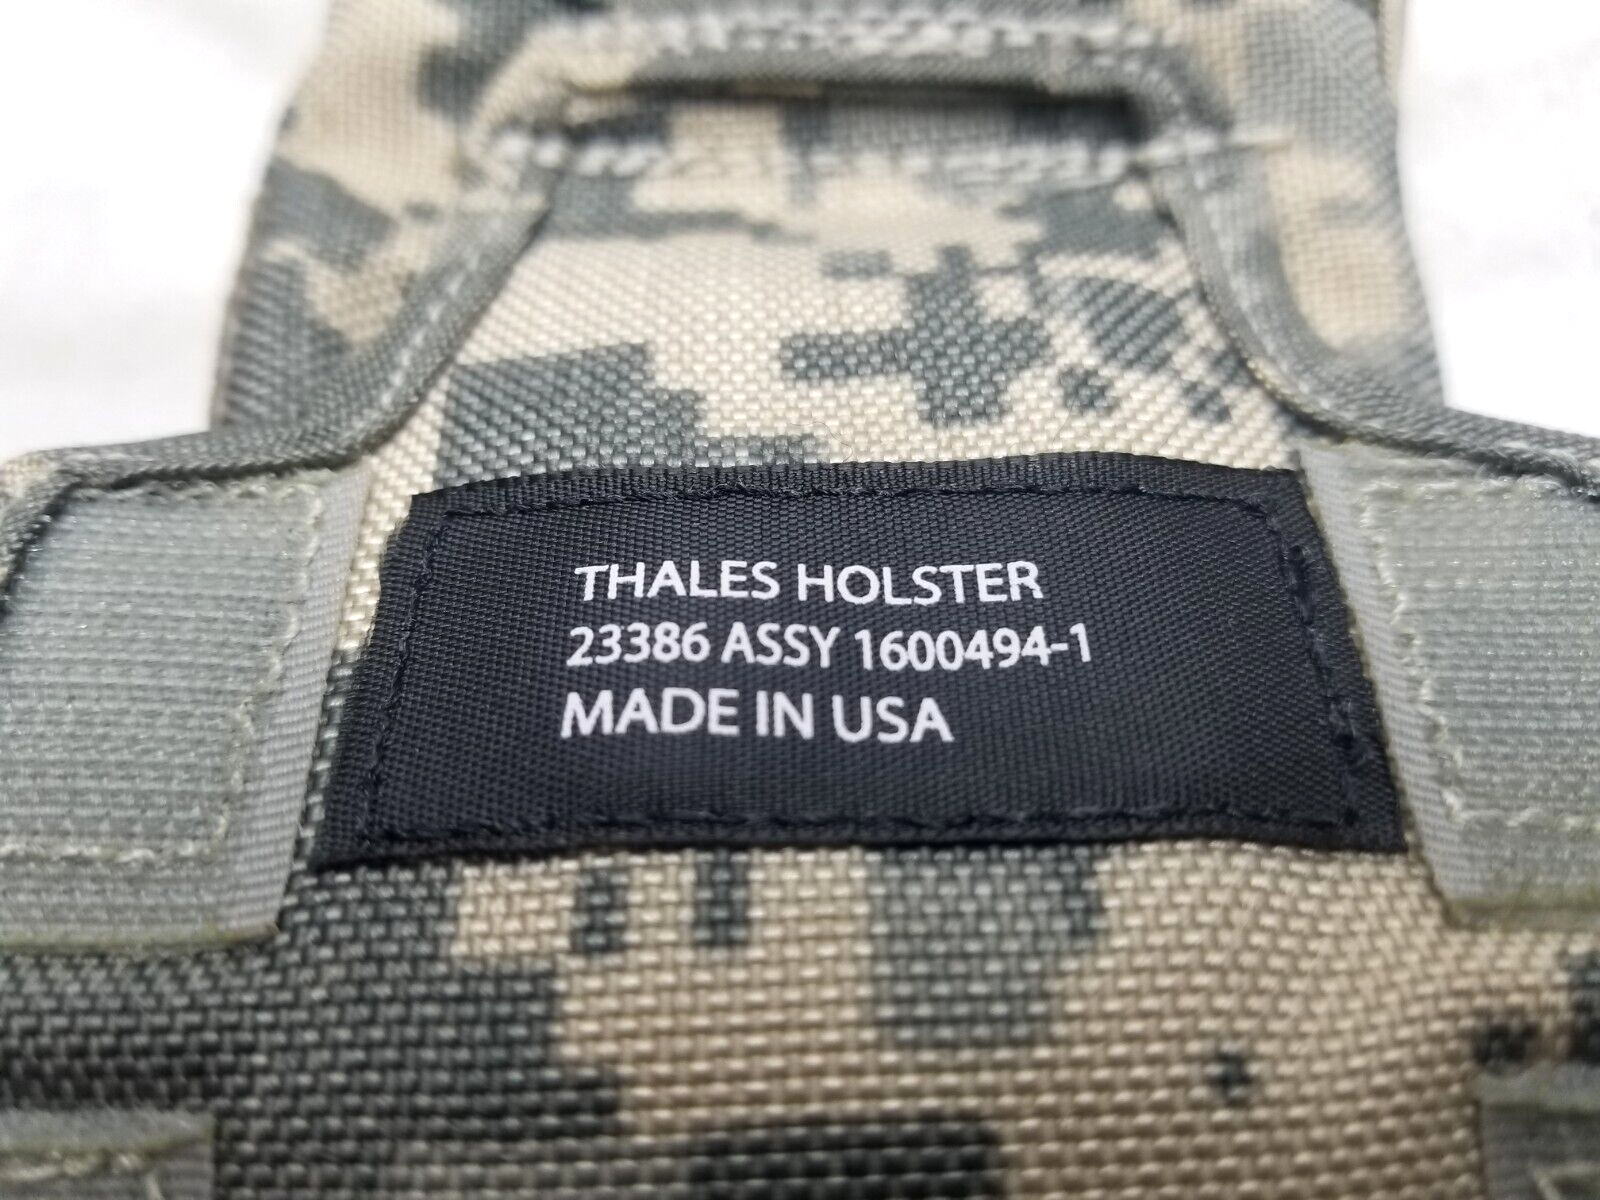 THALES HOLSTER
23386 ASSY 1600494-1
MADE IN USA